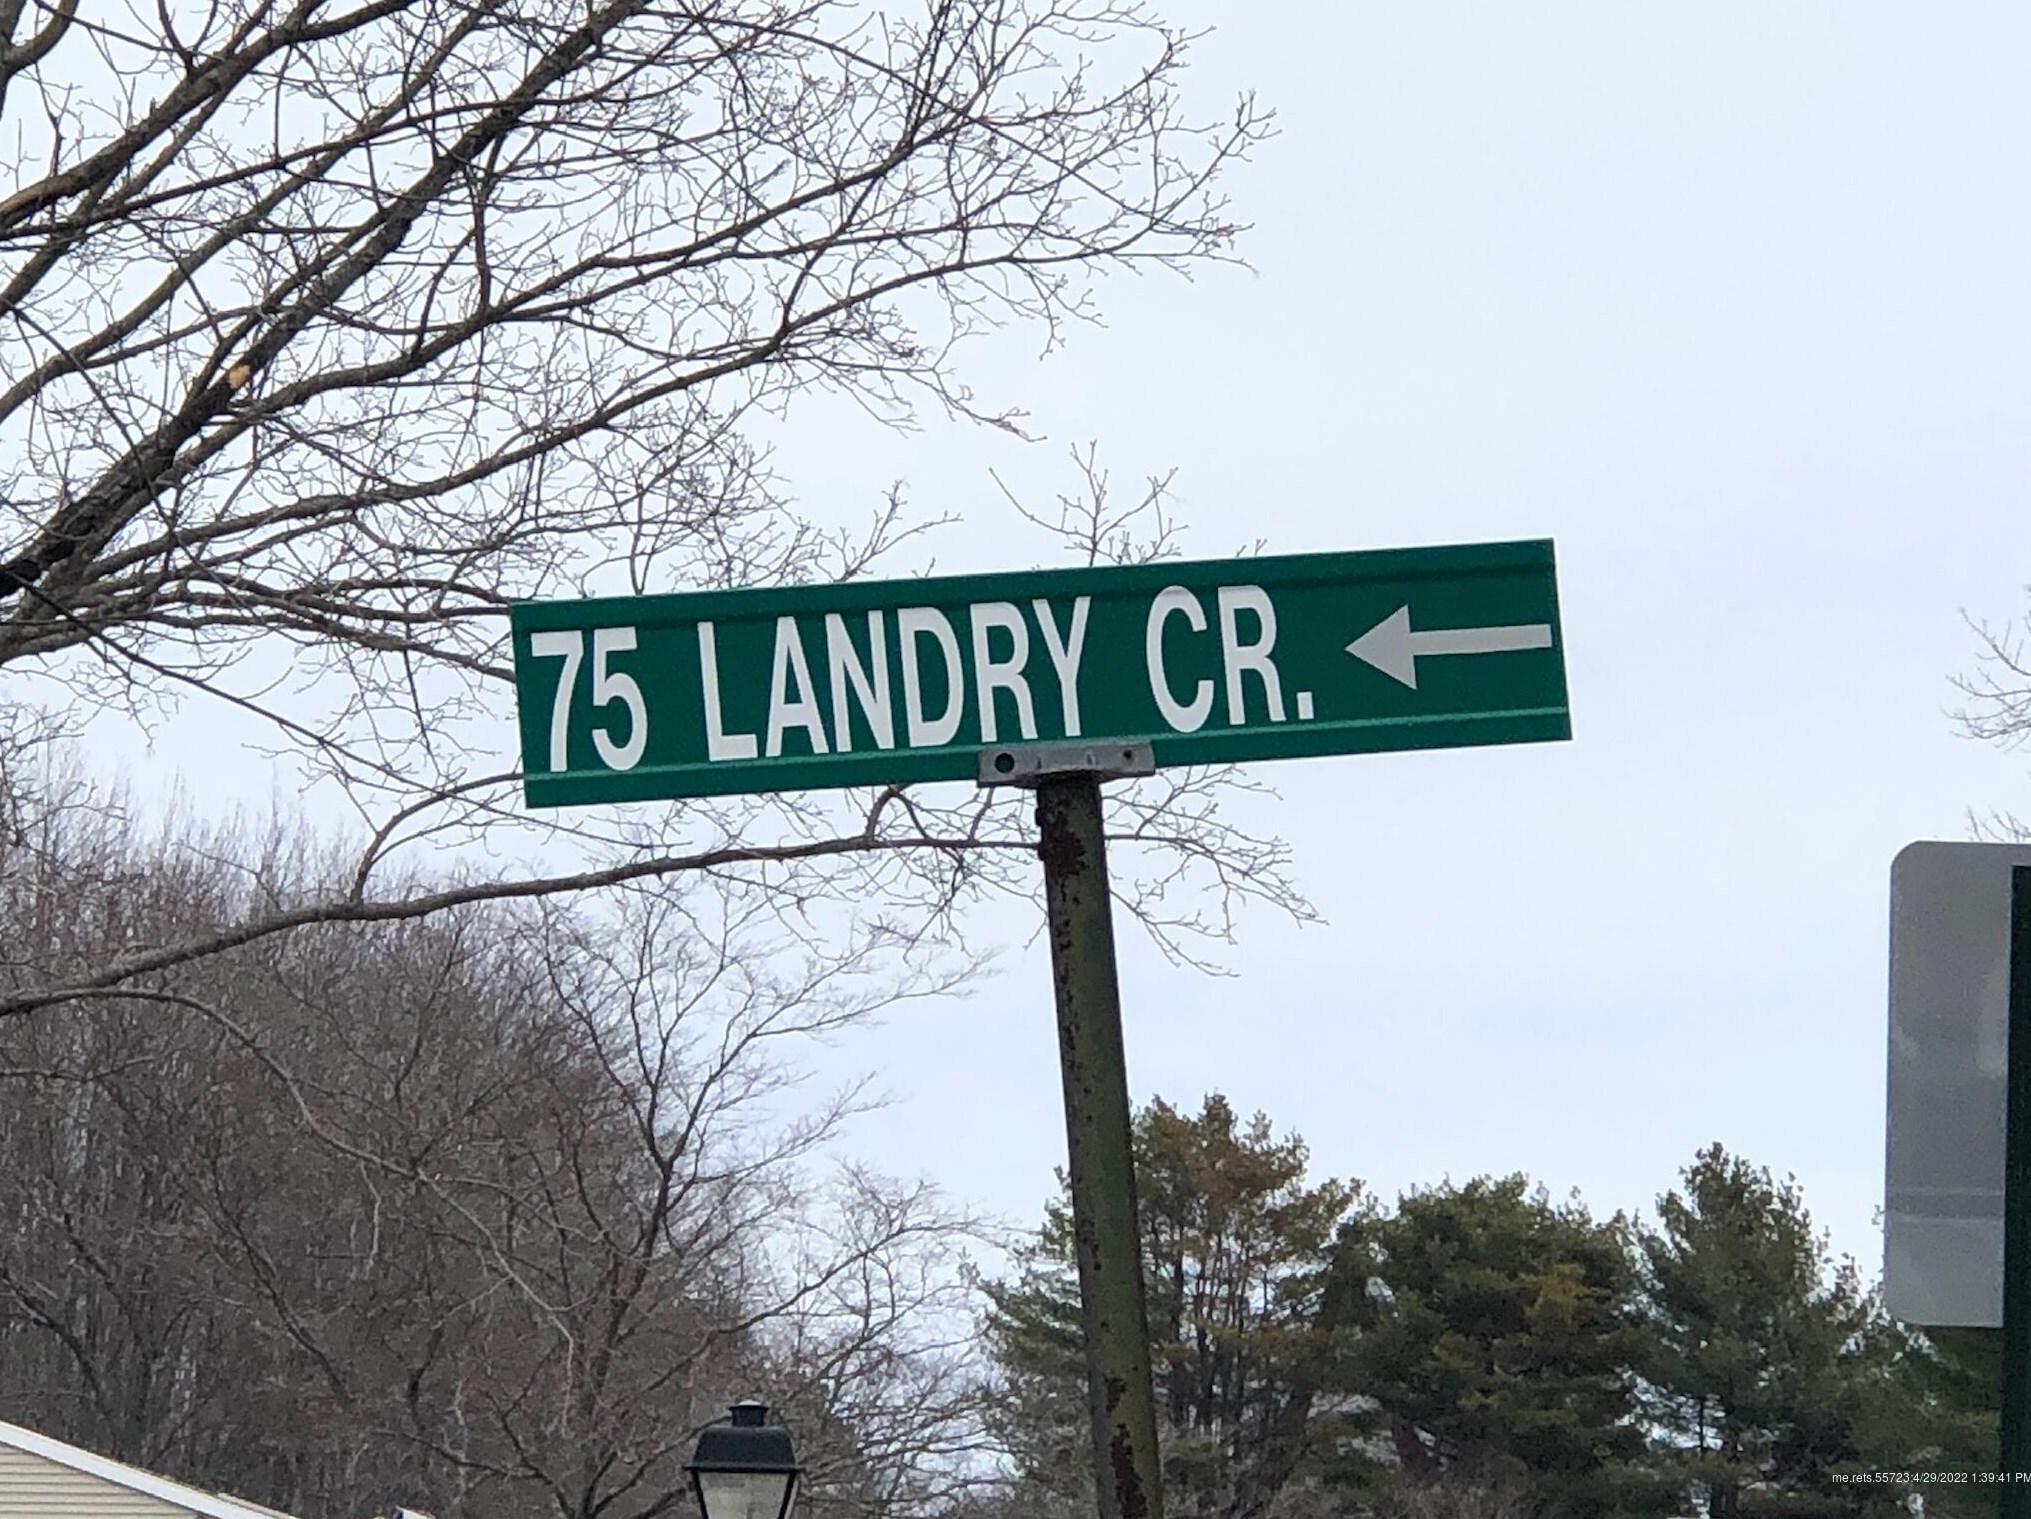 75 LANDRY CR.
me.rets.55723:4/29/2022 1:39:41 PM